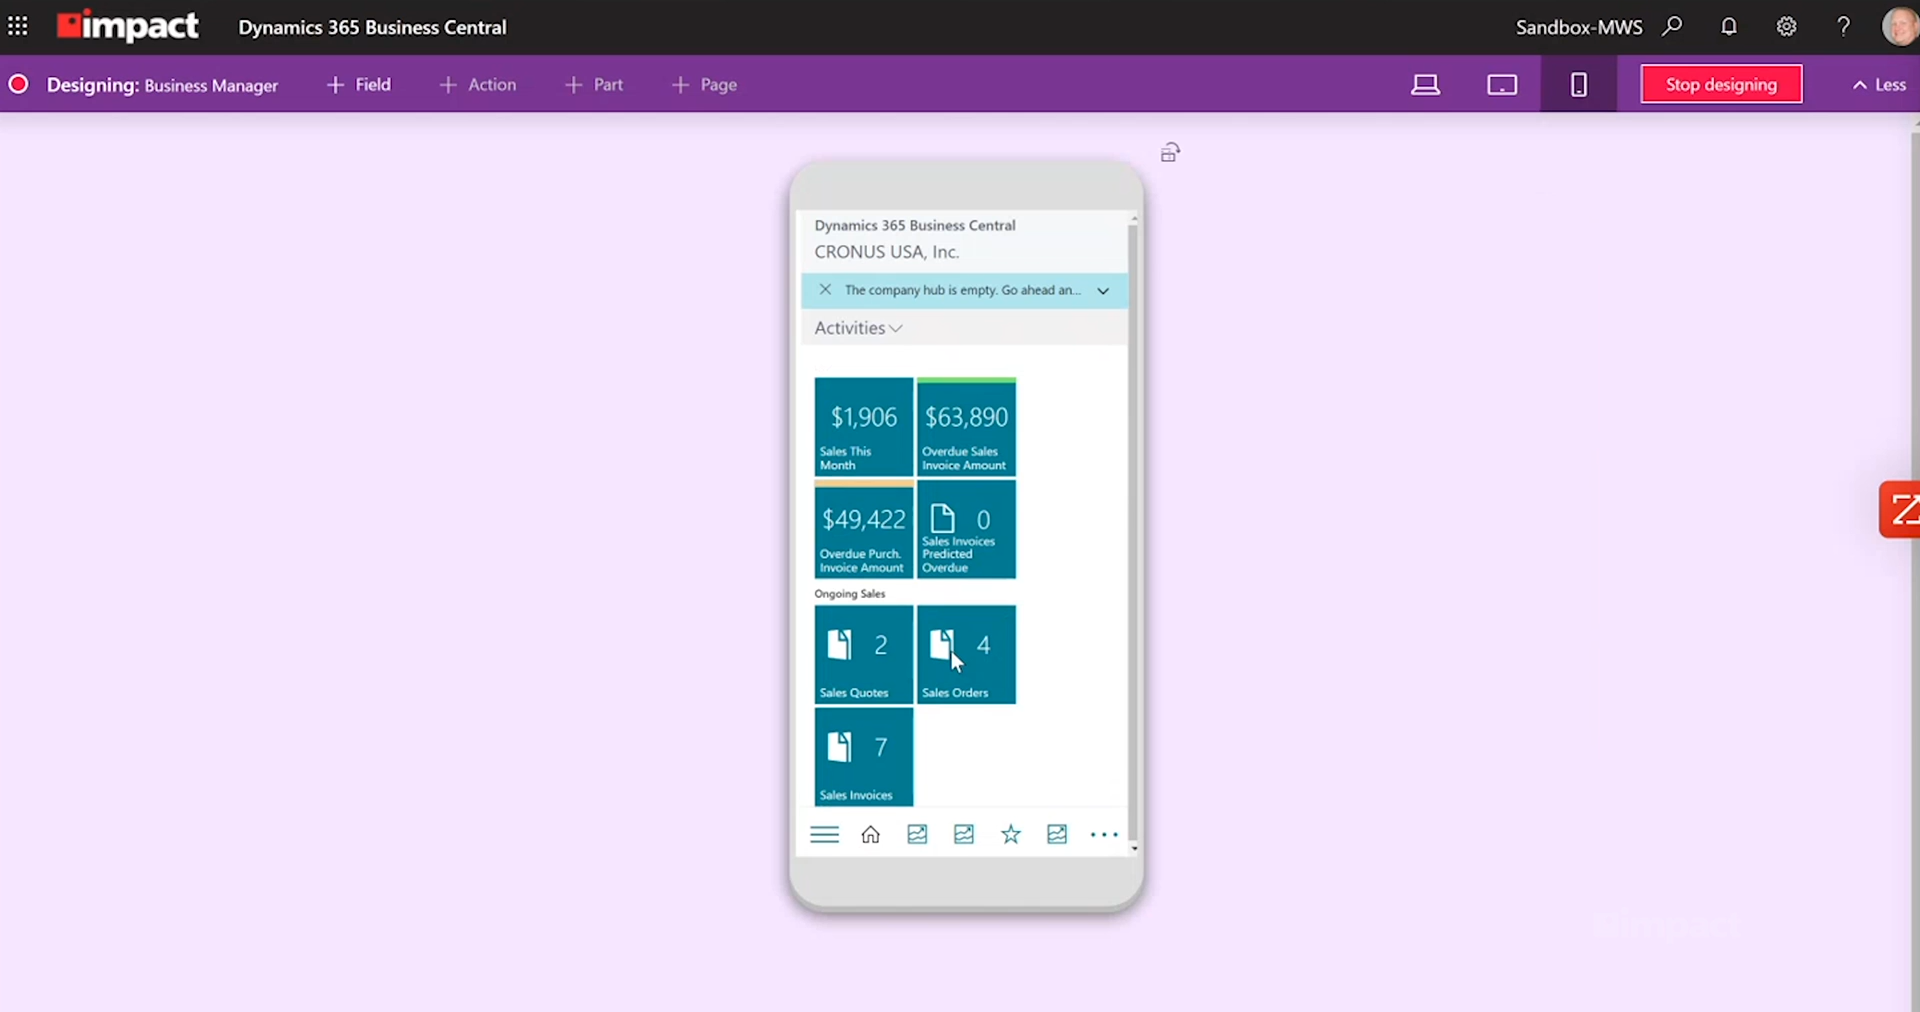 impact
Dynamics 365 Business Central
Sandbox-MWS
?
Designing: Business Manager
+ Field
+ Action
+ Part
+ Page
Stop designing
Less
Dynamics 365 Business Central
CRONUS USA, Inc.
The company hub is empty. Go ahead an...
Activities
$1,906
Sales This
Month
$63,890
Overdue Sales
Invoice Amount
$49,422
Overdue Purch.
Invoice Amount
0
Sales Invoices
Predicted
Overdue
Ongoing Sales
2
Sales Quotes
4
Sales Orders
7
Sales Invoices